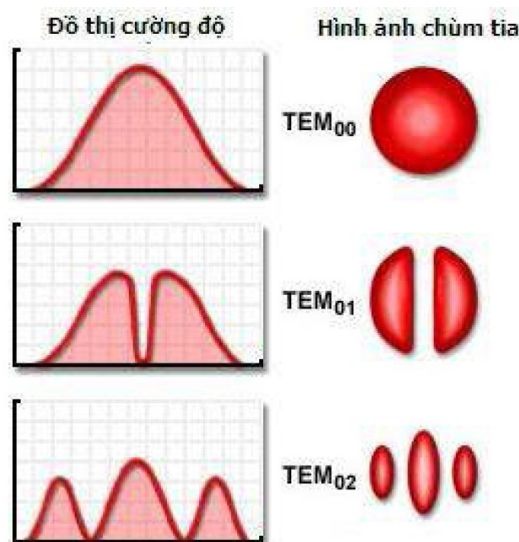 Đồ thị cường độ
Hình ảnh chùm tia
TEM00
TEM01
TEM02